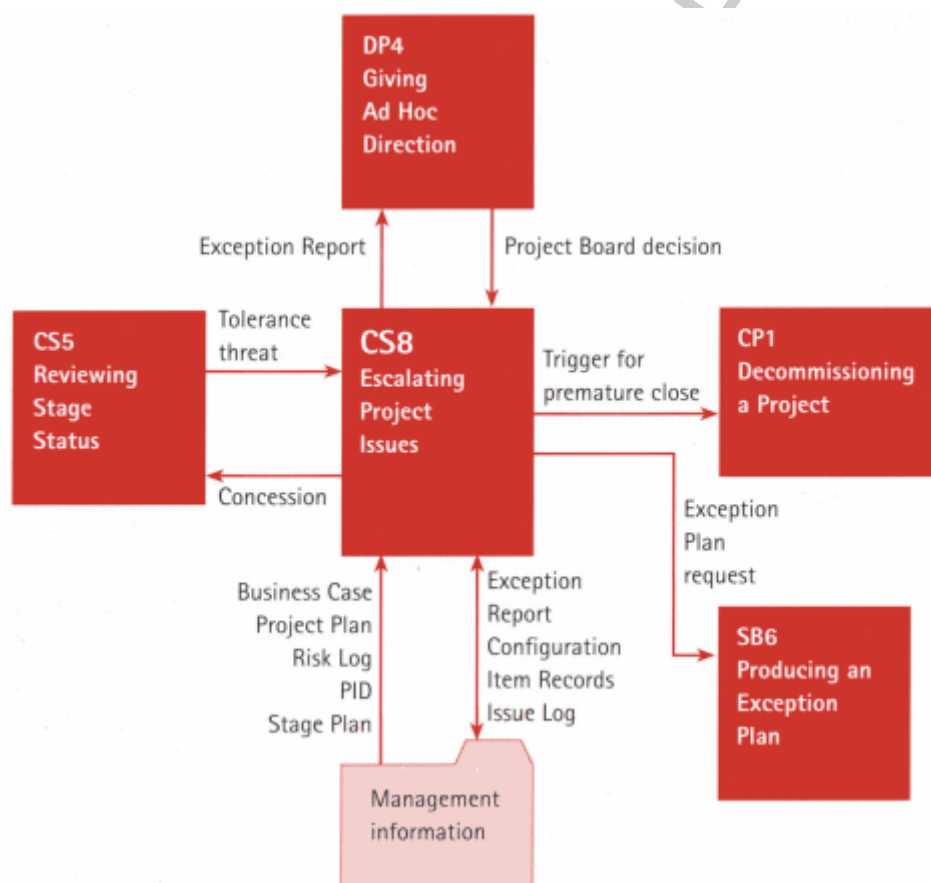 DP4
Giving
Ad Hoc
Direction
Exception Report
Project Board decision
CS5
Reviewing
Stage
Status
Tolerance
threat
Concession
CS8
Escalating
Project
Issues
Trigger for
premature close
CP1
Decommissioning
a Project
Exception
Plan
request
SB6
Producing an
Exception
Plan
Business Case
Project Plan
Risk Log
PID
Stage Plan
Exception
Report
Configuration
Item Records
Issue Log
Management
information